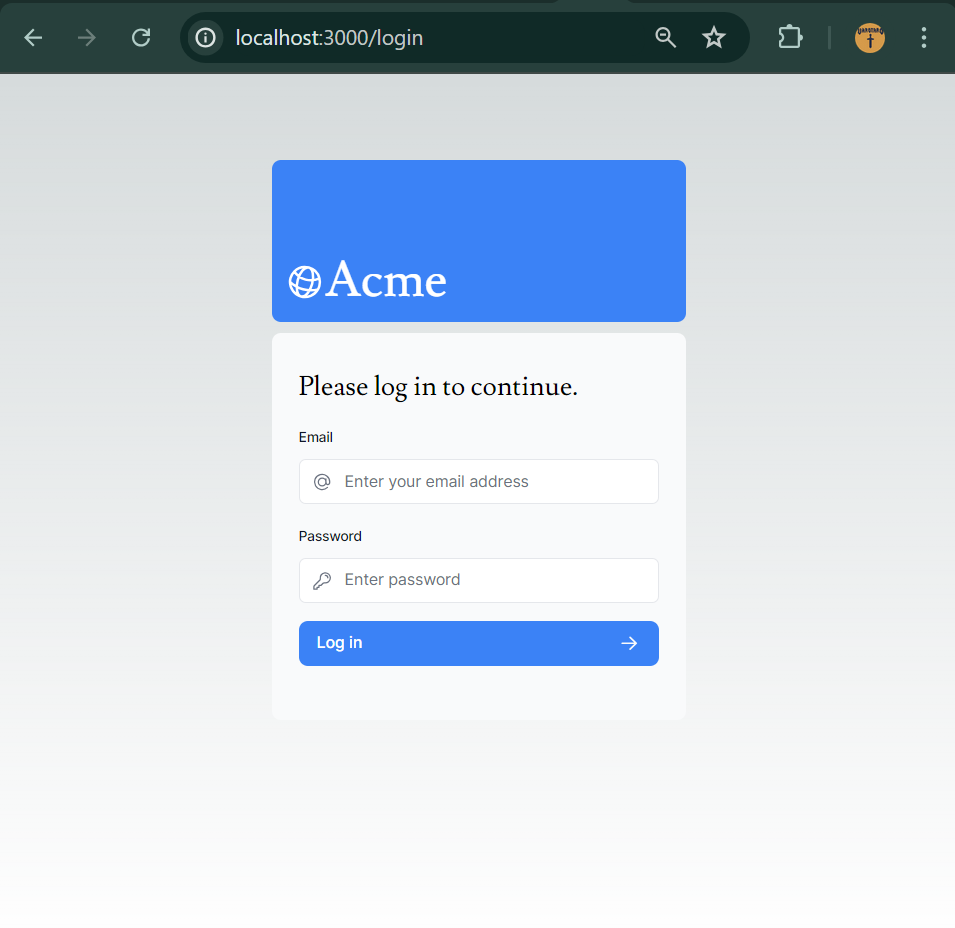 localhost:3000/login
Acme
Please log in to continue.
Email
Enter your email address
Password
Enter password
Log in